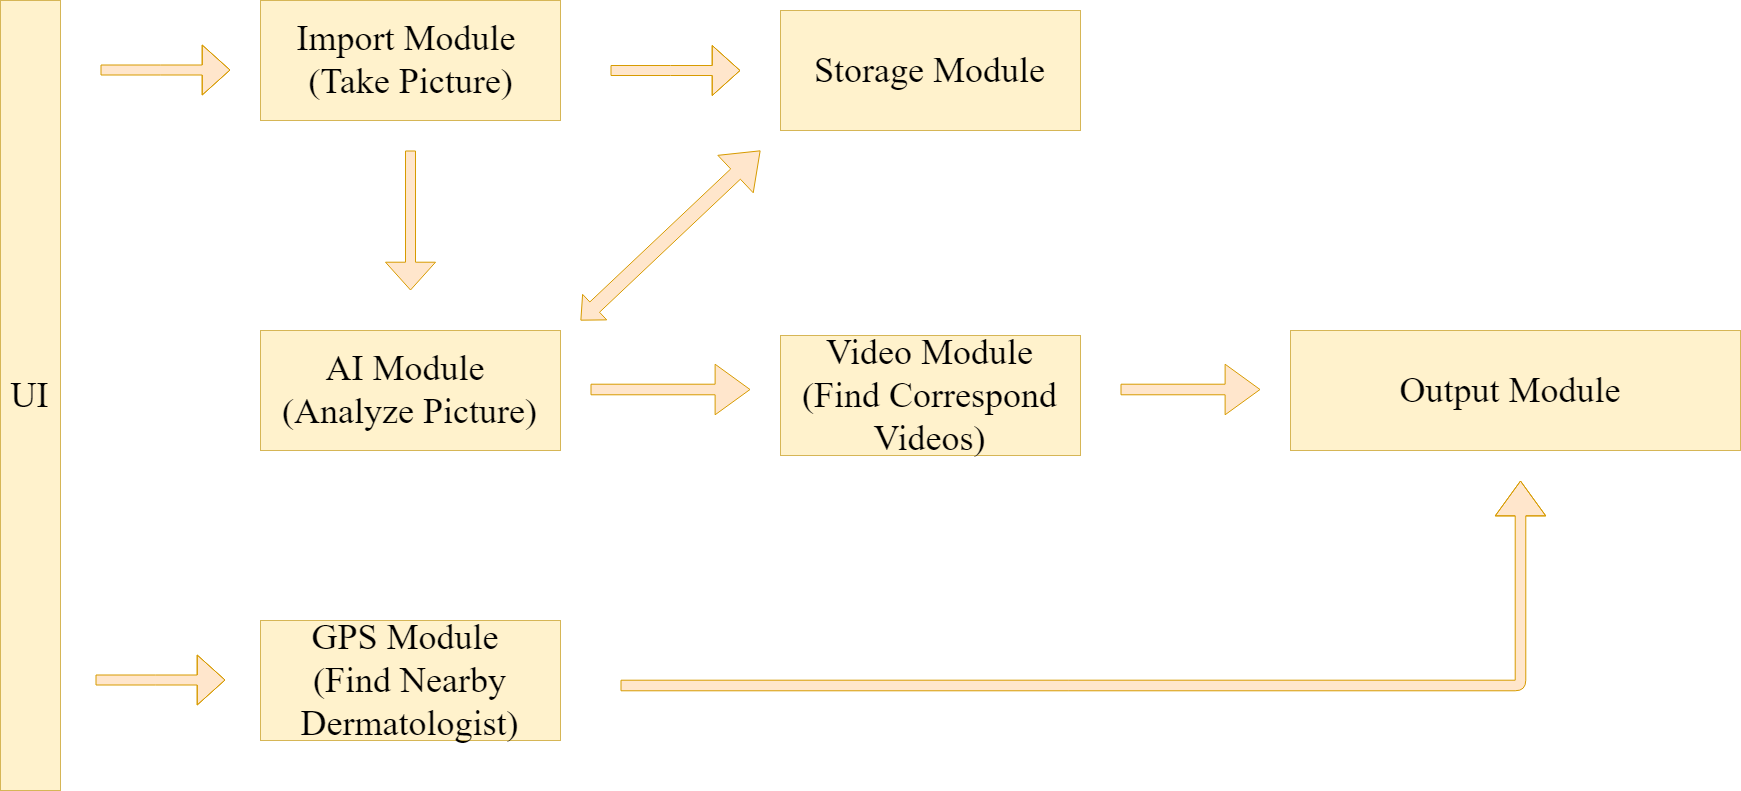 UI
Import Module
(Take Picture)
Storage Module
AI Module
(Analyze Picture)
Video Module
(Find Correspond
Videos)
Output Module
GPS Module
(Find Nearby
Dermatologist)